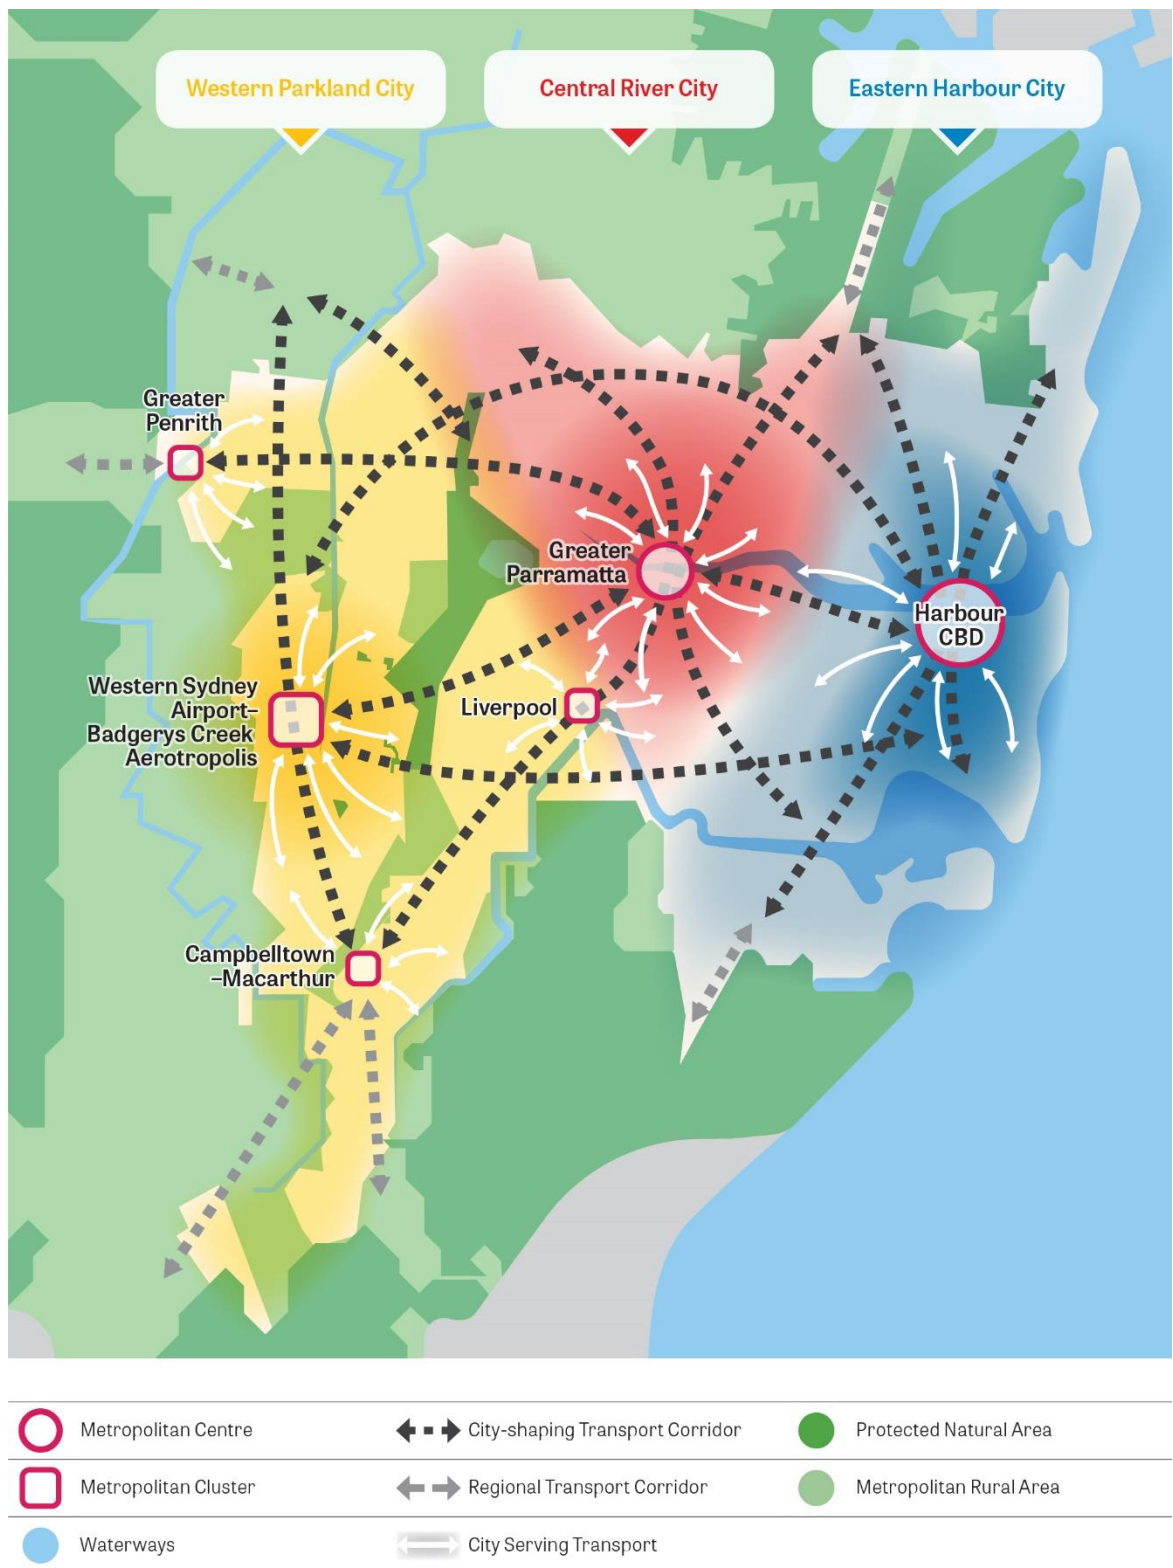 Western Parkland City
Central River City
Eastern Harbour City
Greater
Penrith
Greater
Parramatta
Harbour
CBD
Western Sydney
Airport–
Badgerys Creek
Aerotropolis
Liverpool
Campbelltown
–Macarthur
Metropolitan Centre
City-shaping Transport Corridor
Protected Natural Area
Metropolitan Cluster
Regional Transport Corridor
Metropolitan Rural Area
Waterways
City Serving Transport